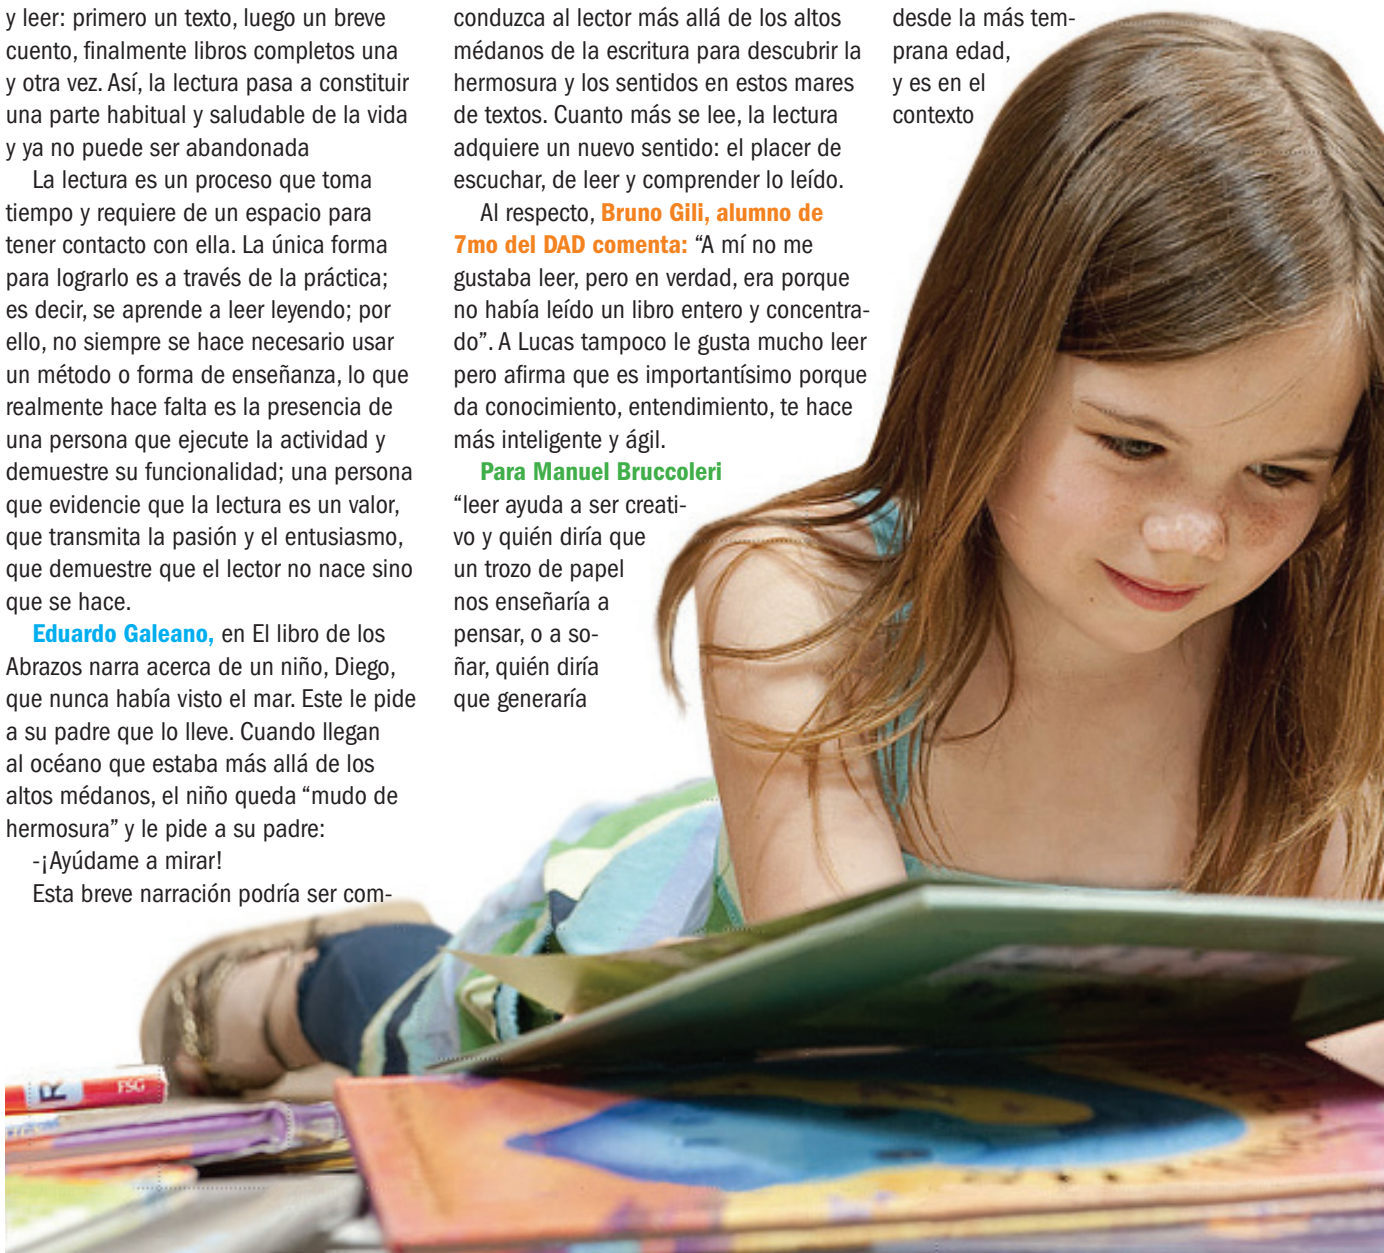 y leer: primero un texto, luego un breve
cuento, finalmente libros completos una
y otra vez. Así, la lectura pasa a constituir
una parte habitual y saludable de la vida
y ya no puede ser abandonada
La lectura es un proceso que toma
tiempo y requiere de un espacio para
tener contacto con ella. La única forma
para lograrlo es a través de la práctica;
es decir, se aprende a leer leyendo; por
ello, no siempre se hace necesario usar
un método o forma de enseñanza, lo que
realmente hace falta es la presencia de
una persona que ejecute la actividad y
demuestre su funcionalidad; una persona
que evidencie que la lectura es un valor,
que transmita la pasión y el entusiasmo,
que demuestre que el lector no nace sino
que se hace.
Eduardo Galeano, en El libro de los
Abrazos narra acerca de un niño, Diego,
que nunca había visto el mar. Este le pide
a su padre que lo lleve. Cuando llegan
al océano que estaba más allá de los
altos médanos, el niño queda “mudo de
hermosura” y le pide a su padre:
-¡Ayúdame a mirar!
Esta breve narración podría ser com-
conduzca al lector más allá de los altos
médanos de la escritura para descubrir la
hermosura y los sentidos en estos mares
de textos. Cuanto más se lee, la lectura
adquiere un nuevo sentido: el placer de
escuchar, de leer y comprender lo leído.
Al respecto, Bruno Gili, alumno de
7mo del DAD comenta: “A mí no me
gustaba leer, pero en verdad, era porque
no había leído un libro entero y concentra-
do”. A Lucas tampoco le gusta mucho leer
pero afirma que es importantísimo porque
da conocimiento, entendimiento, te hace
más inteligente y ágil.
Para Manuel Bruccoleri
“leer ayuda a ser creati-
vo y quién diría que
un trozo de papel
nos enseñaría a
pensar, o a so-
ñar, quién diría
que generaría
desde la más tem-
prana edad,
y es en el
contexto
R
FSG